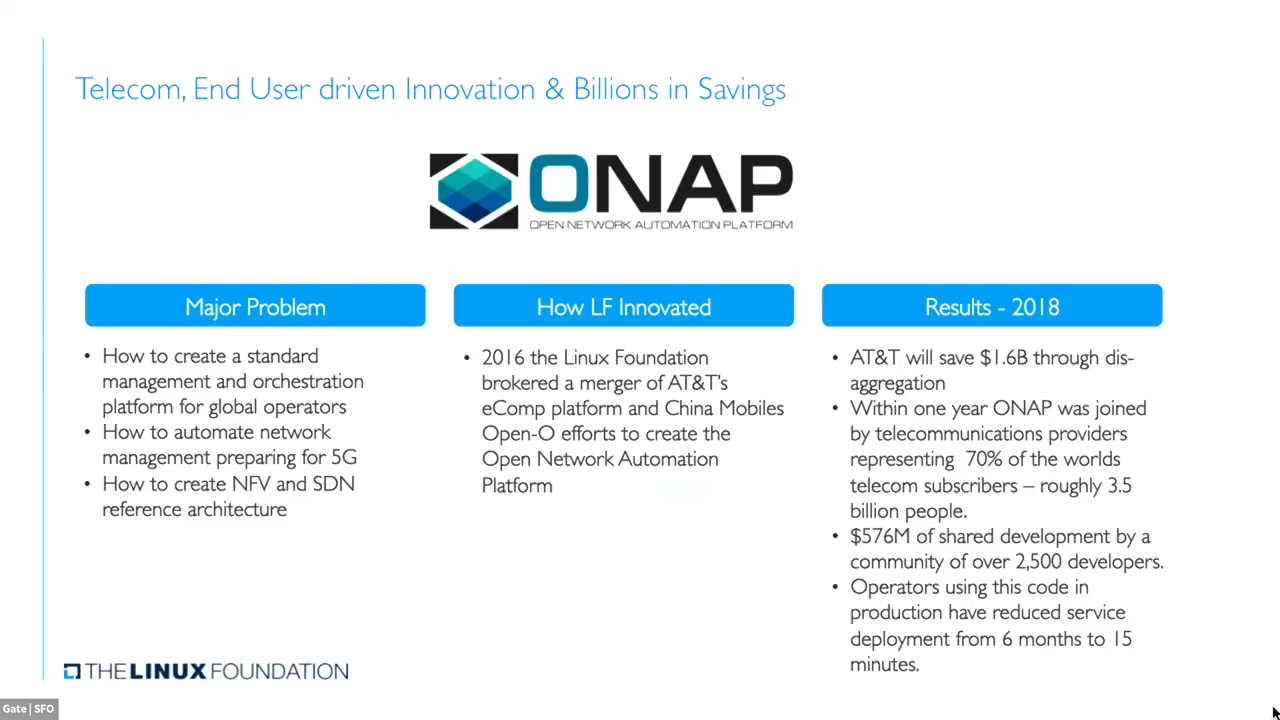 Telecom, End User driven Innovation & Billions in Savings
ONAP
OPEN NETWORK AUTOMATION PLATFORM
Major Problem
• How to create a standard
management and orchestration
platform for global operators
• How to automate network
management preparing for 5G
• How to create NFV and SDN
reference architecture
How LF Innovated
• 2016 the Linux Foundation
brokered a merger of AT&T's
eComp platform and China Mobiles
Open-O efforts to create the
Open Network Automation
Platform
Results - 2018
• AT&T will save $1.6B through dis-
aggregation
• Within one year ONAP was joined
by telecommunications providers
representing 70% of the worlds
telecom subscribers – roughly 3.5
billion people.
• $576M of shared development by a
community of over 2,500 developers.
• Operators using this code in
production have reduced service
deployment from 6 months to 15
minutes.
THE LINUX FOUNDATION
Gate | SFO